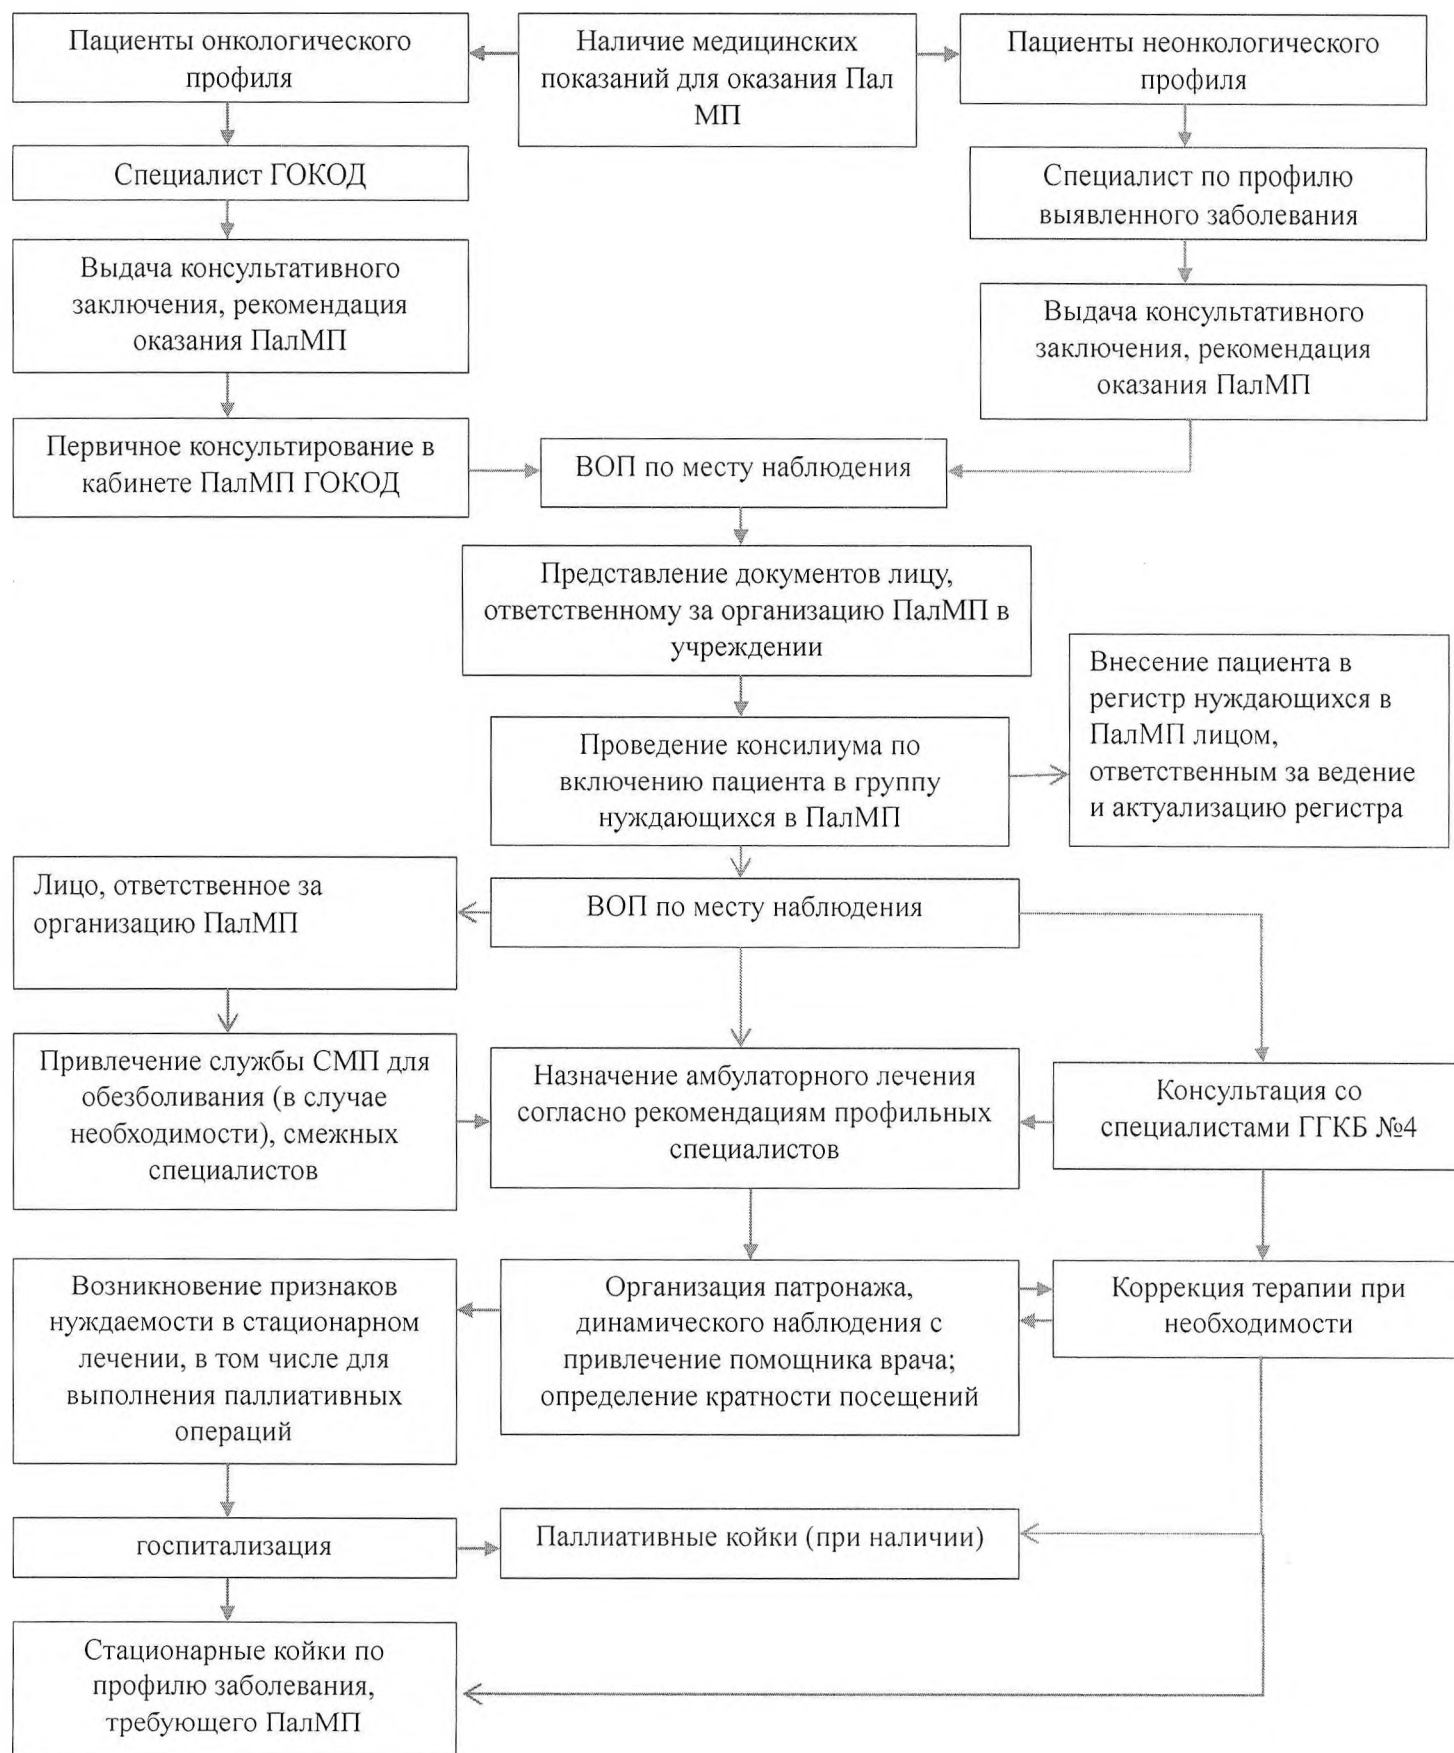 Пациенты онкологического
профиля
Наличие медицинских
показаний для оказания Пал
МП
Пациенты неонкологического
профиля
Специалист ГОКОД
Специалист по профилю
выявленного заболевания
Выдача консультативного
заключения, рекомендация
оказания ПалМП
Выдача консультативного
заключения, рекомендация
оказания ПалМП
Первичное консультирование в
кабинете ПалМП ГОКОД
ВОП по месту наблюдения
Представление документов лицу,
ответственному за организацию ПалМП в
учреждении
Проведение консилиума по
включению пациента в группу
нуждающихся в ПалМП
Внесение пациента в
регистр нуждающихся в
ПалМП лицом,
ответственным за ведение
и актуализацию регистра
Лицо, ответственное за
организацию ПалМП
ВОП по месту наблюдения
Привлечение службы СМП для
обезболивания (в случае
необходимости), смежных
специалистов
Назначение амбулаторного лечения
согласно рекомендациям профильных
специалистов
Консультация со
специалистами ГГКБ №4
Возникновение признаков
нуждаемости в стационарном
лечении, в том числе для
выполнения паллиативных
операций
Организация патронажа,
динамического наблюдения с
привлечение помощника врача;
определение кратности посещений
Коррекция терапии при
необходимости
госпитализация
Паллиативные койки (при наличии)
Стационарные койки по
профилю заболевания,
требующего ПалМП